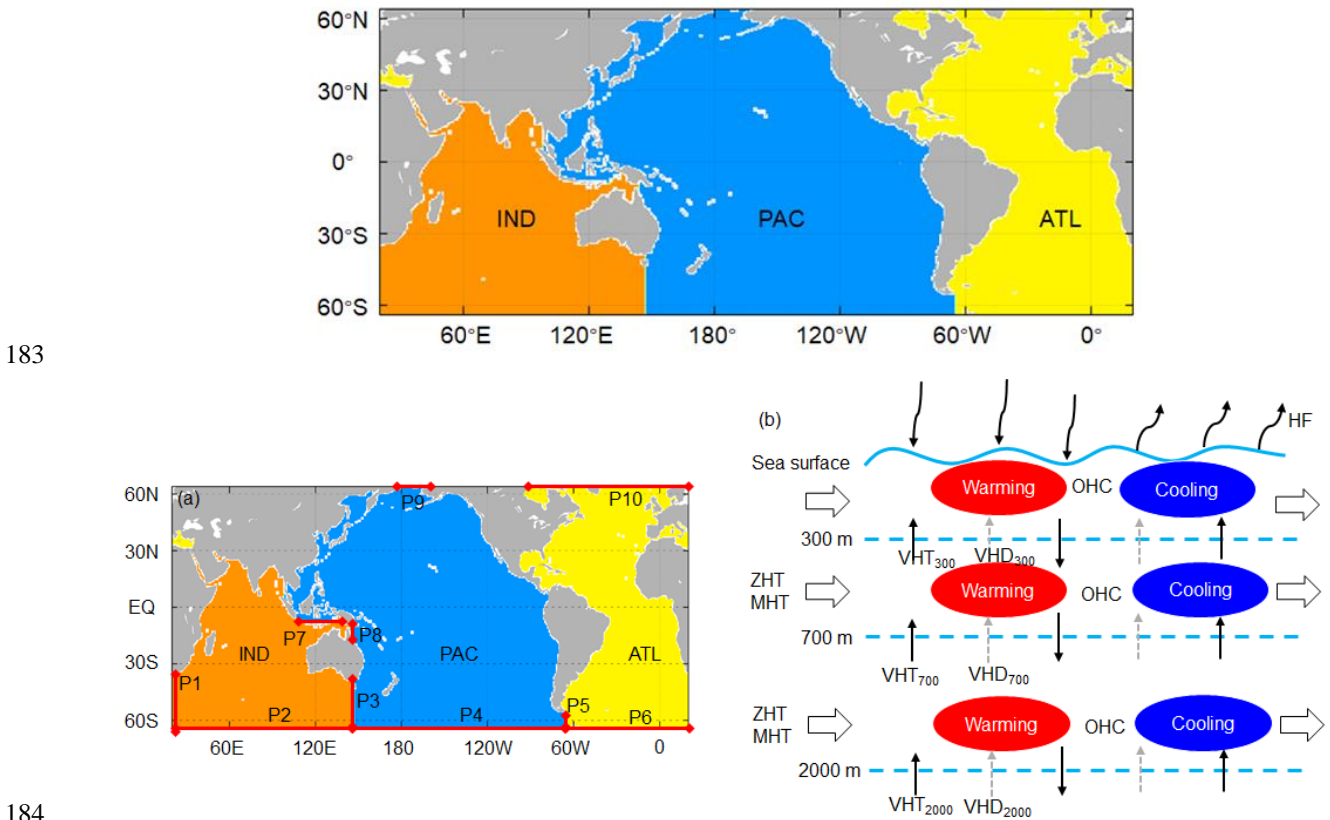 60°N
30°N
0°
30°S
60°S
IND
PAC
ATL
60°E 120°E 180° 120°W 60°W 0°
183
(a)
60N
30N
EQ
30S
60S
P9
P10
P7
P8
IND
PAC
ATL
P1
P2
P3
P4
P5
P6
60E 120E 180 120W 60W 0
(b)
HF
Sea surface
Warming OHC Cooling
300 m
VHT300 VHD300
ZHT
MHT
Warming OHC Cooling
700 m
VHT700 VHD700
ZHT
MHT
Warming OHC Cooling
2000 m
VHT2000 VHD2000
184